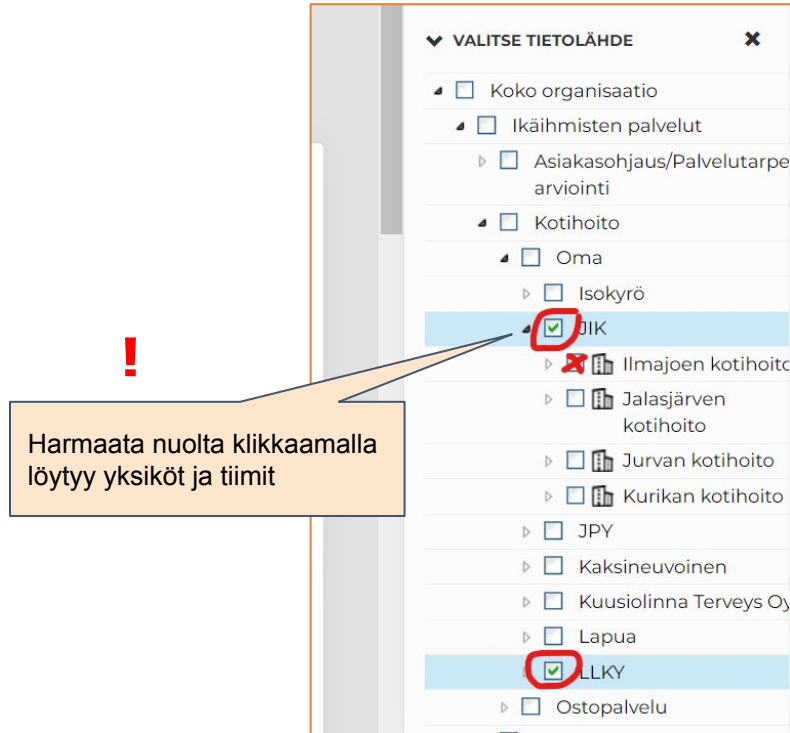 VALITSE TIETOLÄHDE
Koko organisaatio
Ikäihmisten palvelut
Asiakasohjaus/Palvelutarpe
arviointi
Kotihoito
Oma
Isokyrö
JIK
Ilmajoen kotihoito
Jalasjärven
kotihoito
Jurvan kotihoito
Kurikan kotihoito
JPY
Kaksineuvoinen
Kuusiolinna Terveys Oy
Lapua
LLKY
Ostopalvelu
!
Harmaata nuolta klikkaamalla
löytyy yksiköt ja tiimit